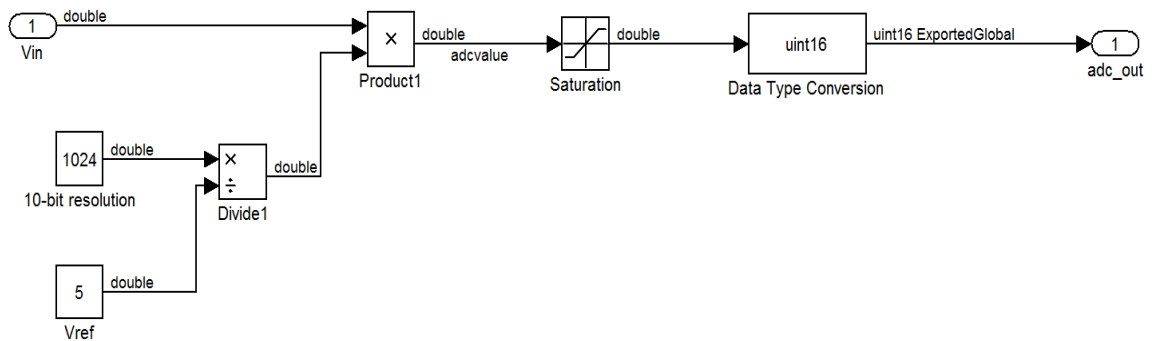 double
1
Vin
×
Product1
double
adcvalue
Saturation
double
uint16
Data Type Conversion
uint16 ExportedGlobal
1
adc_out
1024
double
10-bit resolution
×
÷
Divide1
double
5
double
Vref